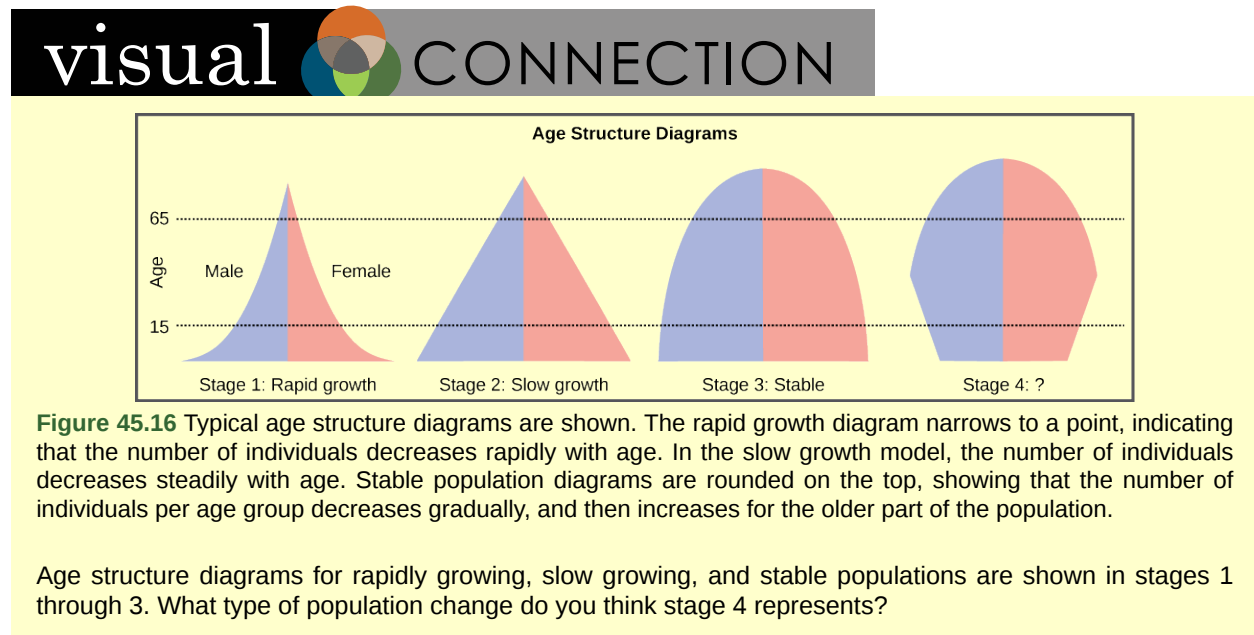 visual CONNECTION
Age Structure Diagrams
65
Age
Male
Female
15
Stage 1: Rapid growth
Stage 2: Slow growth
Stage 3: Stable
Stage 4: ?
Figure 45.16 Typical age structure diagrams are shown. The rapid growth diagram narrows to a point, indicating
that the number of individuals decreases rapidly with age. In the slow growth model, the number of individuals
decreases steadily with age. Stable population diagrams are rounded on the top, showing that the number of
individuals per age group decreases gradually, and then increases for the older part of the population.
Age structure diagrams for rapidly growing, slow growing, and stable populations are shown in stages 1
through 3. What type of population change do you think stage 4 represents?